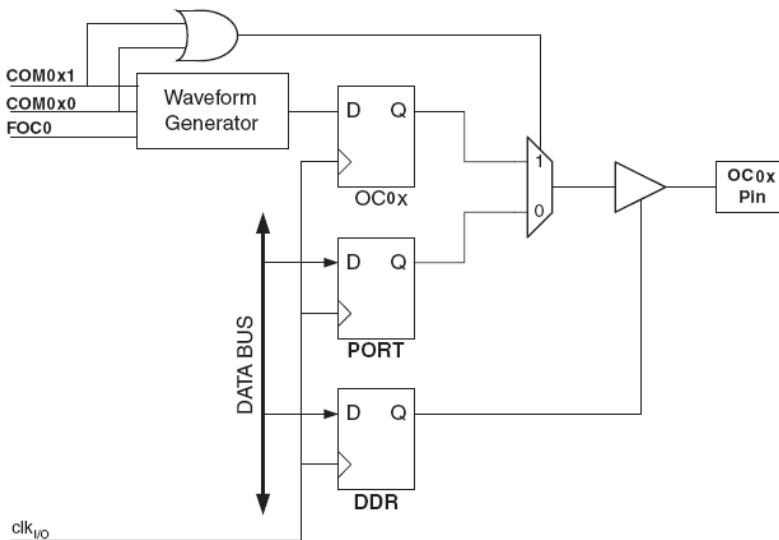 COM0x1
COM0x0
FOC0
Waveform
Generator
D Q
OC0x
1
0
OC0x
Pin
D Q
PORT
DATA BUS
D Q
DDR
clkI/O